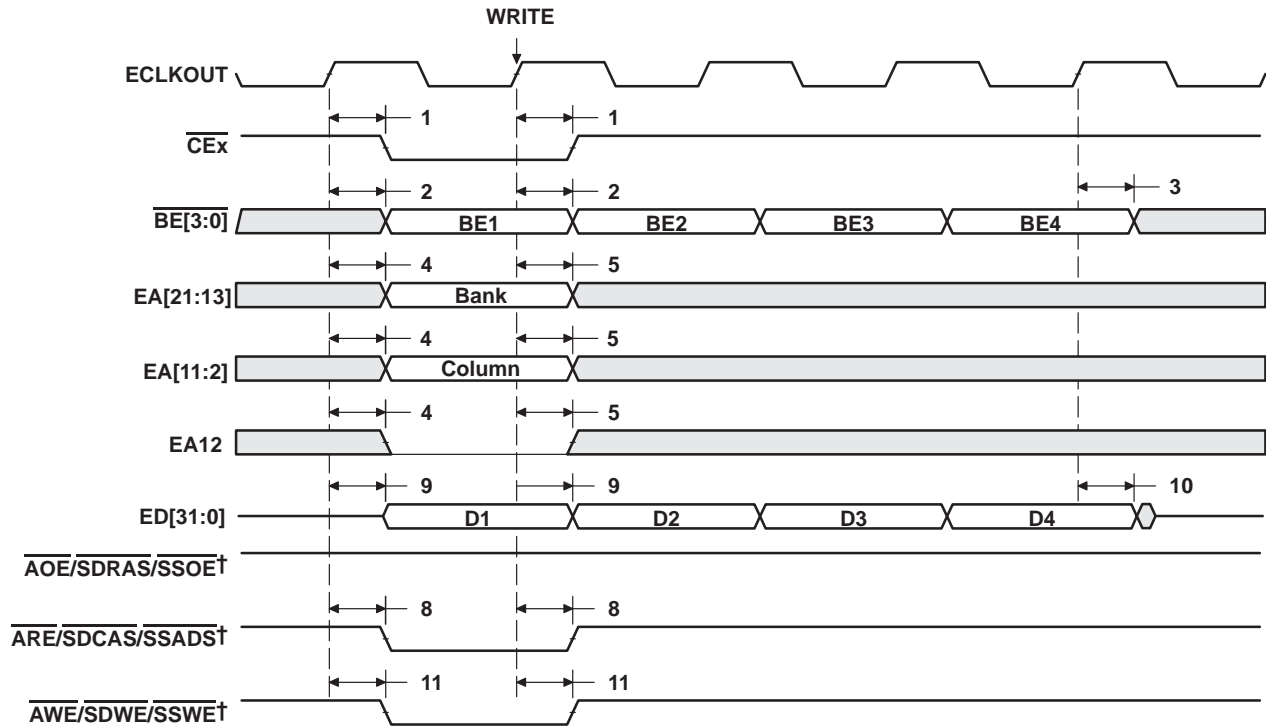 WRITE
ECLKOUT
1 1
CEx
2 2 3
BE[3:0] BE1 BE2 BE3 BE4
4 5
EA[21:13] Bank
4 5
EA[11:2] Column
4 5
EA12
9 9 10
ED[31:0] D1 D2 D3 D4
AOE/SDRAS/SSOE†
8 8
ARE/SDCAS/SSADS†
11 11
AWE/SDWE/SSWE†